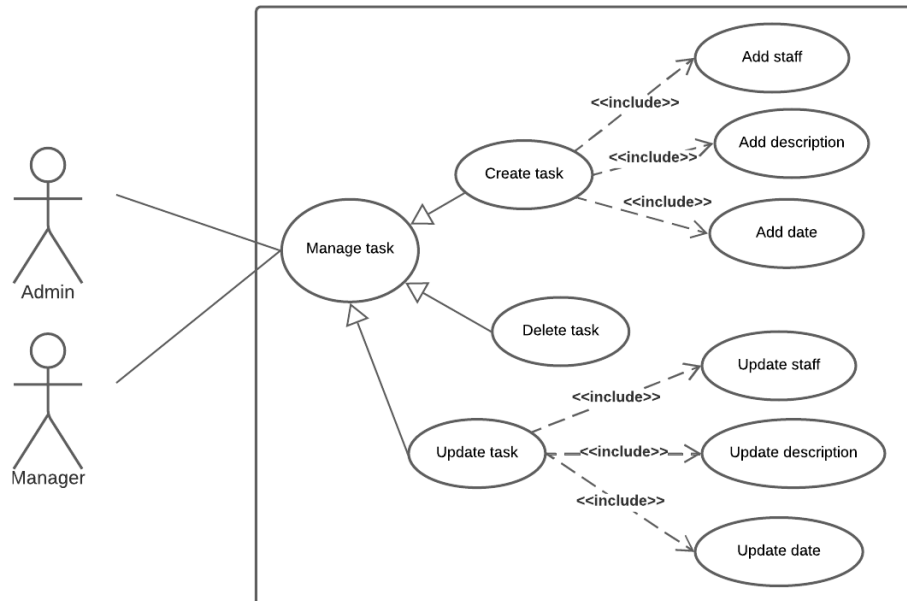 Add staff
<<include>>
Add description
<<include>>
Create task
<<include>>
Add date
Manage task
Admin
Delete task
Update staff
<<include>>
Manager
Update task
<<include>>
Update description
<<include>>
Update date